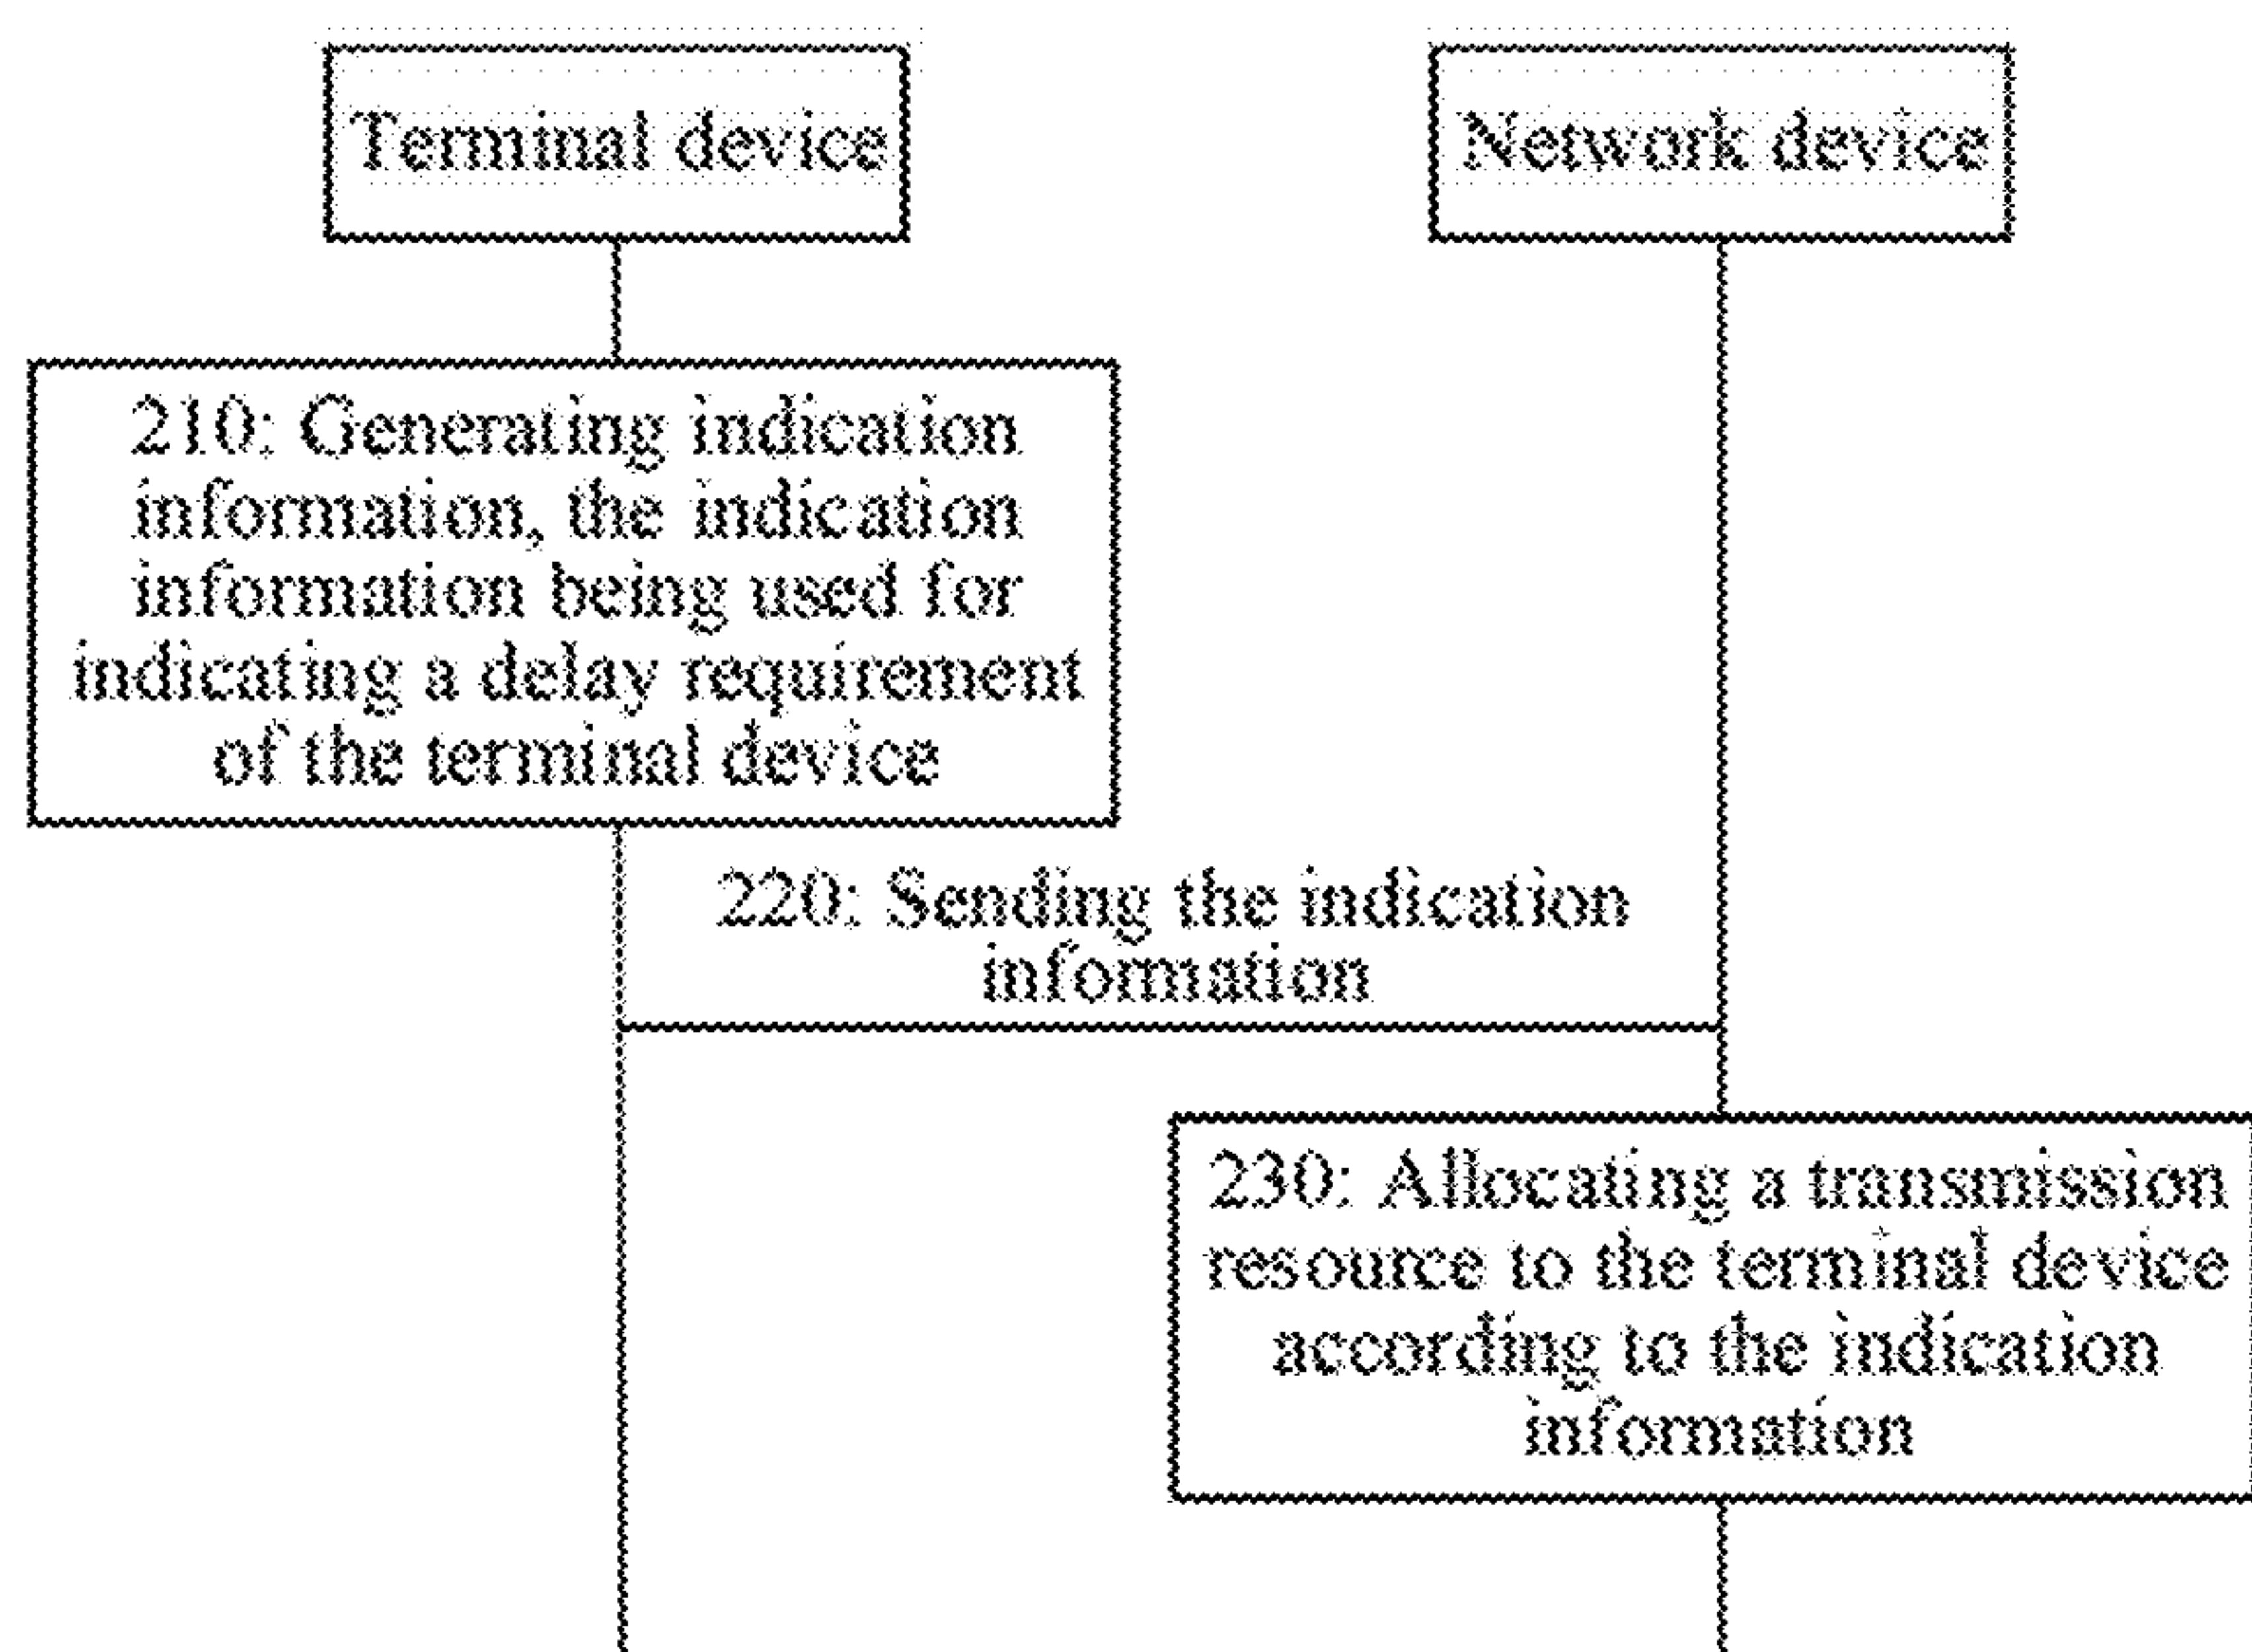 Terminal device
Network device
210: Generating indication
information, the indication
information being used for
indicating a delay requirement
of the terminal device
220: Sending the indication
information
230: Allocating a transmission
resource to the terminal device
according to the indication
information